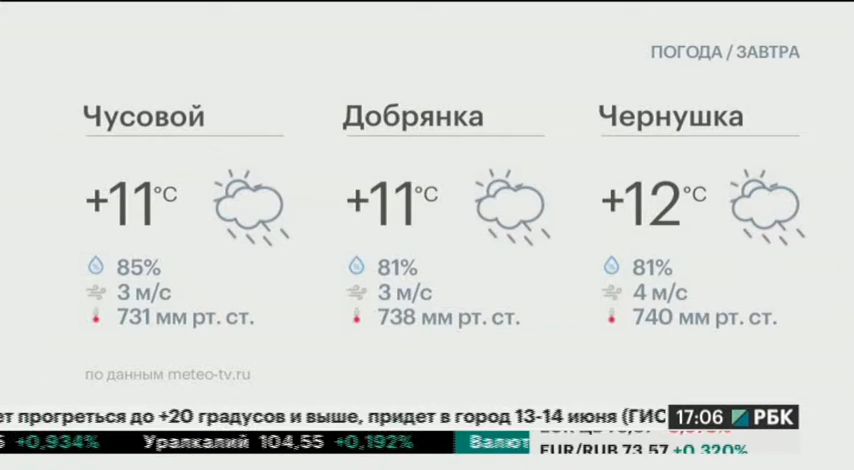 ПОГОДА / ЗАВТРА
Чусовой Добрянка Чернушка
+11°C +11°C +12°C
85% 81% 81%
3 м/с 3 м/с 4 м/с
731 мм рт. ст. 738 мм рт. ст. 740 мм рт. ст.
по данным meteo-tv.ru
прогреться до +20 градусов и выше, придет в город 13-14 июня (ГИС 17:06 РБК
+0,934% Уралкалий 104,55 +0,192% Валют
EUR/RUB 73,57 +0,320%